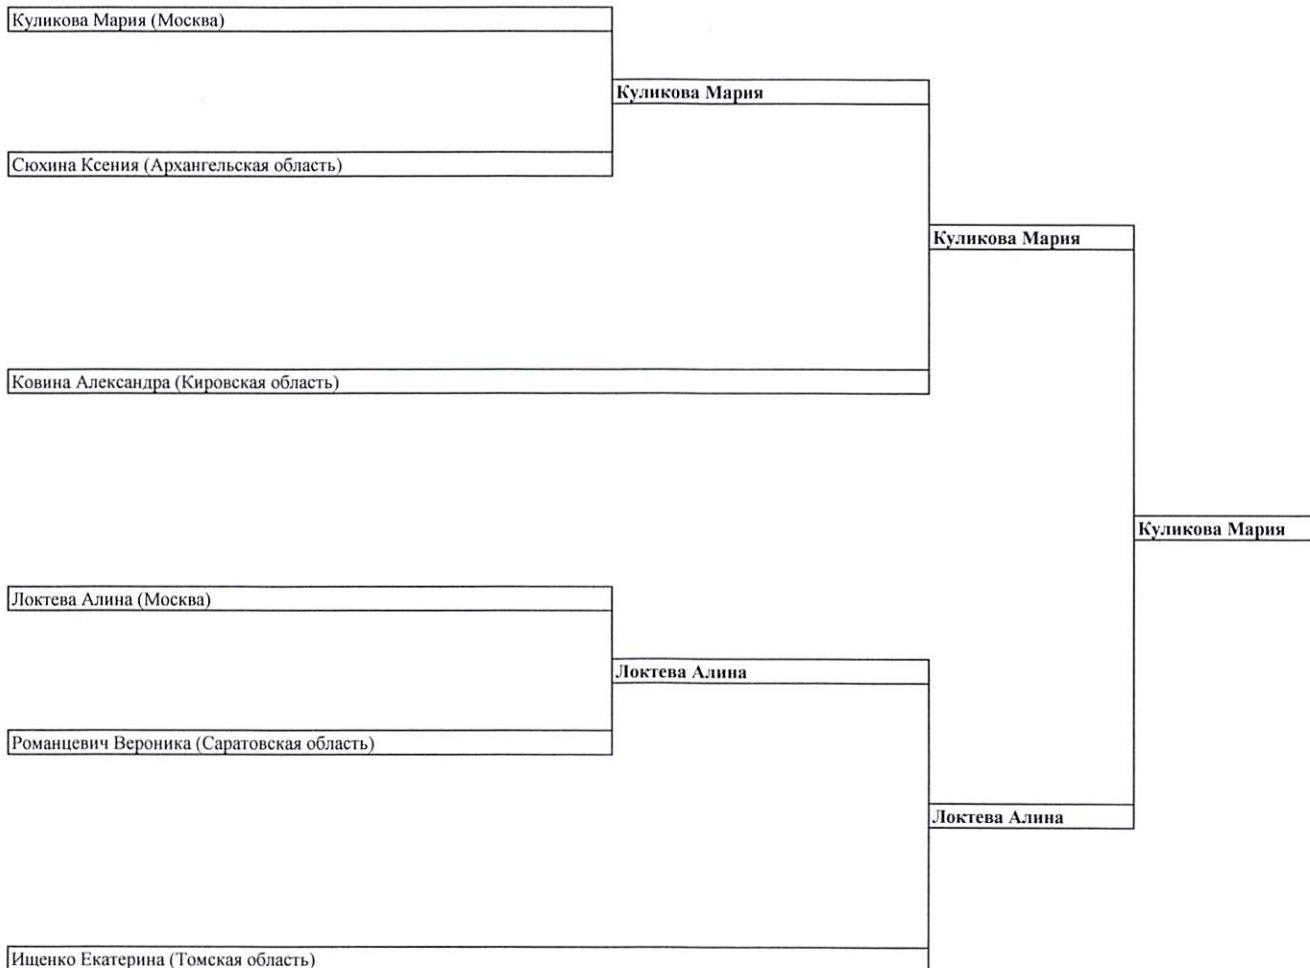 Куликова Мария (Москва)
Куликова Мария
Сюхина Ксения (Архангельская область)
Куликова Мария
Ковина Александра (Кировская область)
Куликова Мария
Локтева Алина (Москва)
Локтева Алина
Романцевич Вероника (Саратовская область)
Локтева Алина
Ищенко Екатерина (Томская область)